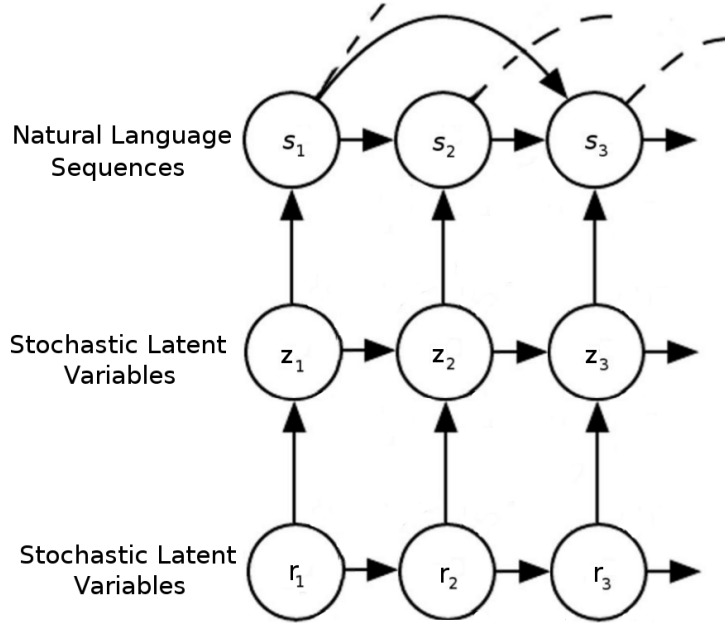 Natural Language
Sequences
s₁ s₂ s₃
Stochastic Latent
Variables
z₁ z₂ z₃
Stochastic Latent
Variables
r₁ r₂ r₃